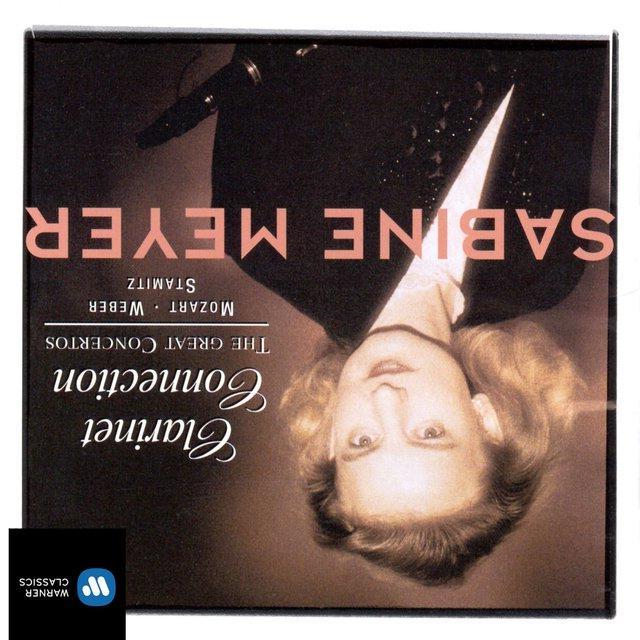 Clarinet
Connection
THE GREAT CONCERTOS
MOZART · WEBER
STAMITZ
SABINE MEYER
WARNER
CLASSICS